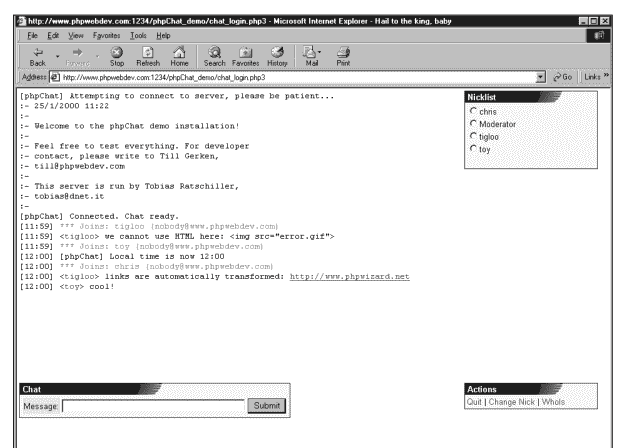 http://www.phpwebdev.com:1234/phpChat_demo/chat_login.php3 - Microsoft Internet Explorer - Hail to the king, baby
File Edit View Favorites Tools Help
Back Forward Stop Refresh Home Search Favorites History Mail Print
Address http://www.phpwebdev.com:1234/phpChat_demo/chat_login.php3 Go Links »
[phpChat] Attempting to connect to server, please be patient...
:- 25/1/2000 11:22
:-
:- Welcome to the phpChat demo installation!
:-
:- Feel free to test everything. For developer
:- contact, please write to Till Gerken,
:- till@phpwebdev.com
:-
:- This server is run by Tobias Ratschiller,
:- tobias@dnet.it
:-
[phpChat] Connected. Chat ready.
[11:59] *** Joins: tigloo {nobody@www.phpwebdev.com}
[11:59] <tigloo> we cannot use HTML here: <img src="error.gif">
[11:59] *** Joins: toy {nobody@www.phpwebdev.com}
[12:00] [phpChat] Local time is now 12:00
[12:00] *** Joins: chris {nobody@www.phpwebdev.com}
[12:00] <tigloo> links are automatically transformed: http://www.phpwizard.net
[12:00] <toy> cool!
Nicklist
chris
Moderator
tigloo
toy
Chat
Message: Submit
Actions
Quit | Change Nick | WhoIs